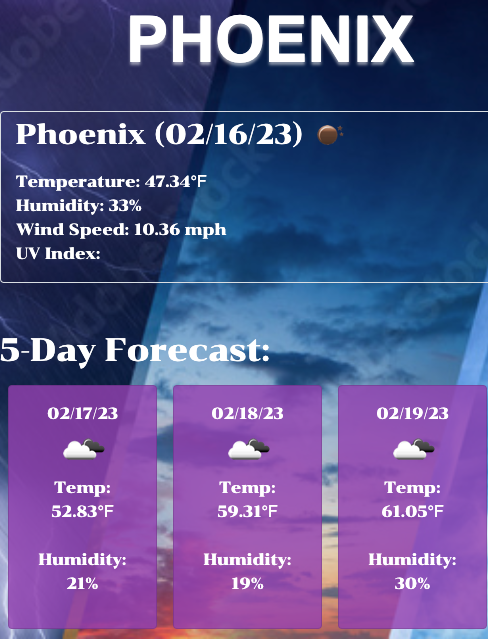 PHOENIX
Phoenix (02/16/23)
Temperature: 47.34°F
Humidity: 33%
Wind Speed: 10.36 mph
UV Index:
5-Day Forecast:
02/17/23
Temp:
52.83°F
Humidity:
21%
02/18/23
Temp:
59.31°F
Humidity:
19%
02/19/23
Temp:
61.05°F
Humidity:
30%